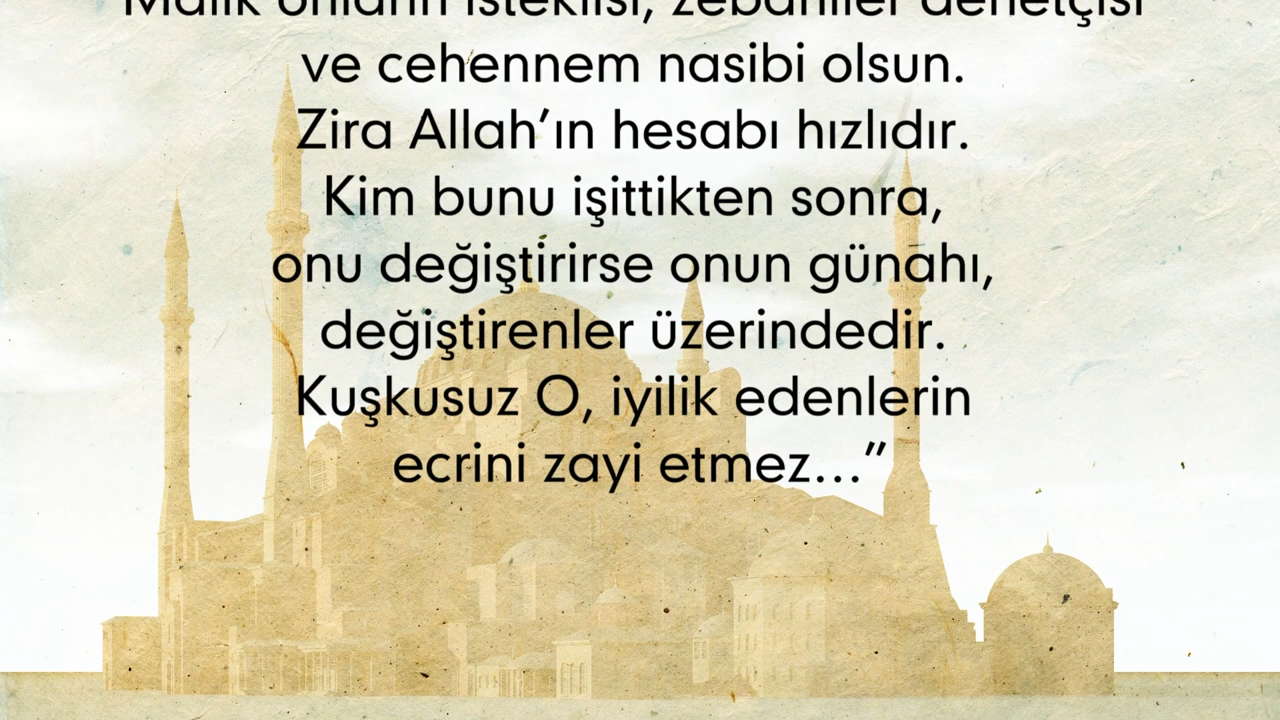 Malik onların isteklisi, zebaniler denetçisi
ve cehennem nasibi olsun.
Zira Allah’ın hesabı hızlıdır.
Kim bunu işittikten sonra,
onu değiştirirse onun günahı,
değiştirenler üzerindedir.
Kuşkusuz O, iyilik edenlerin
ecrini zayi etmez...”